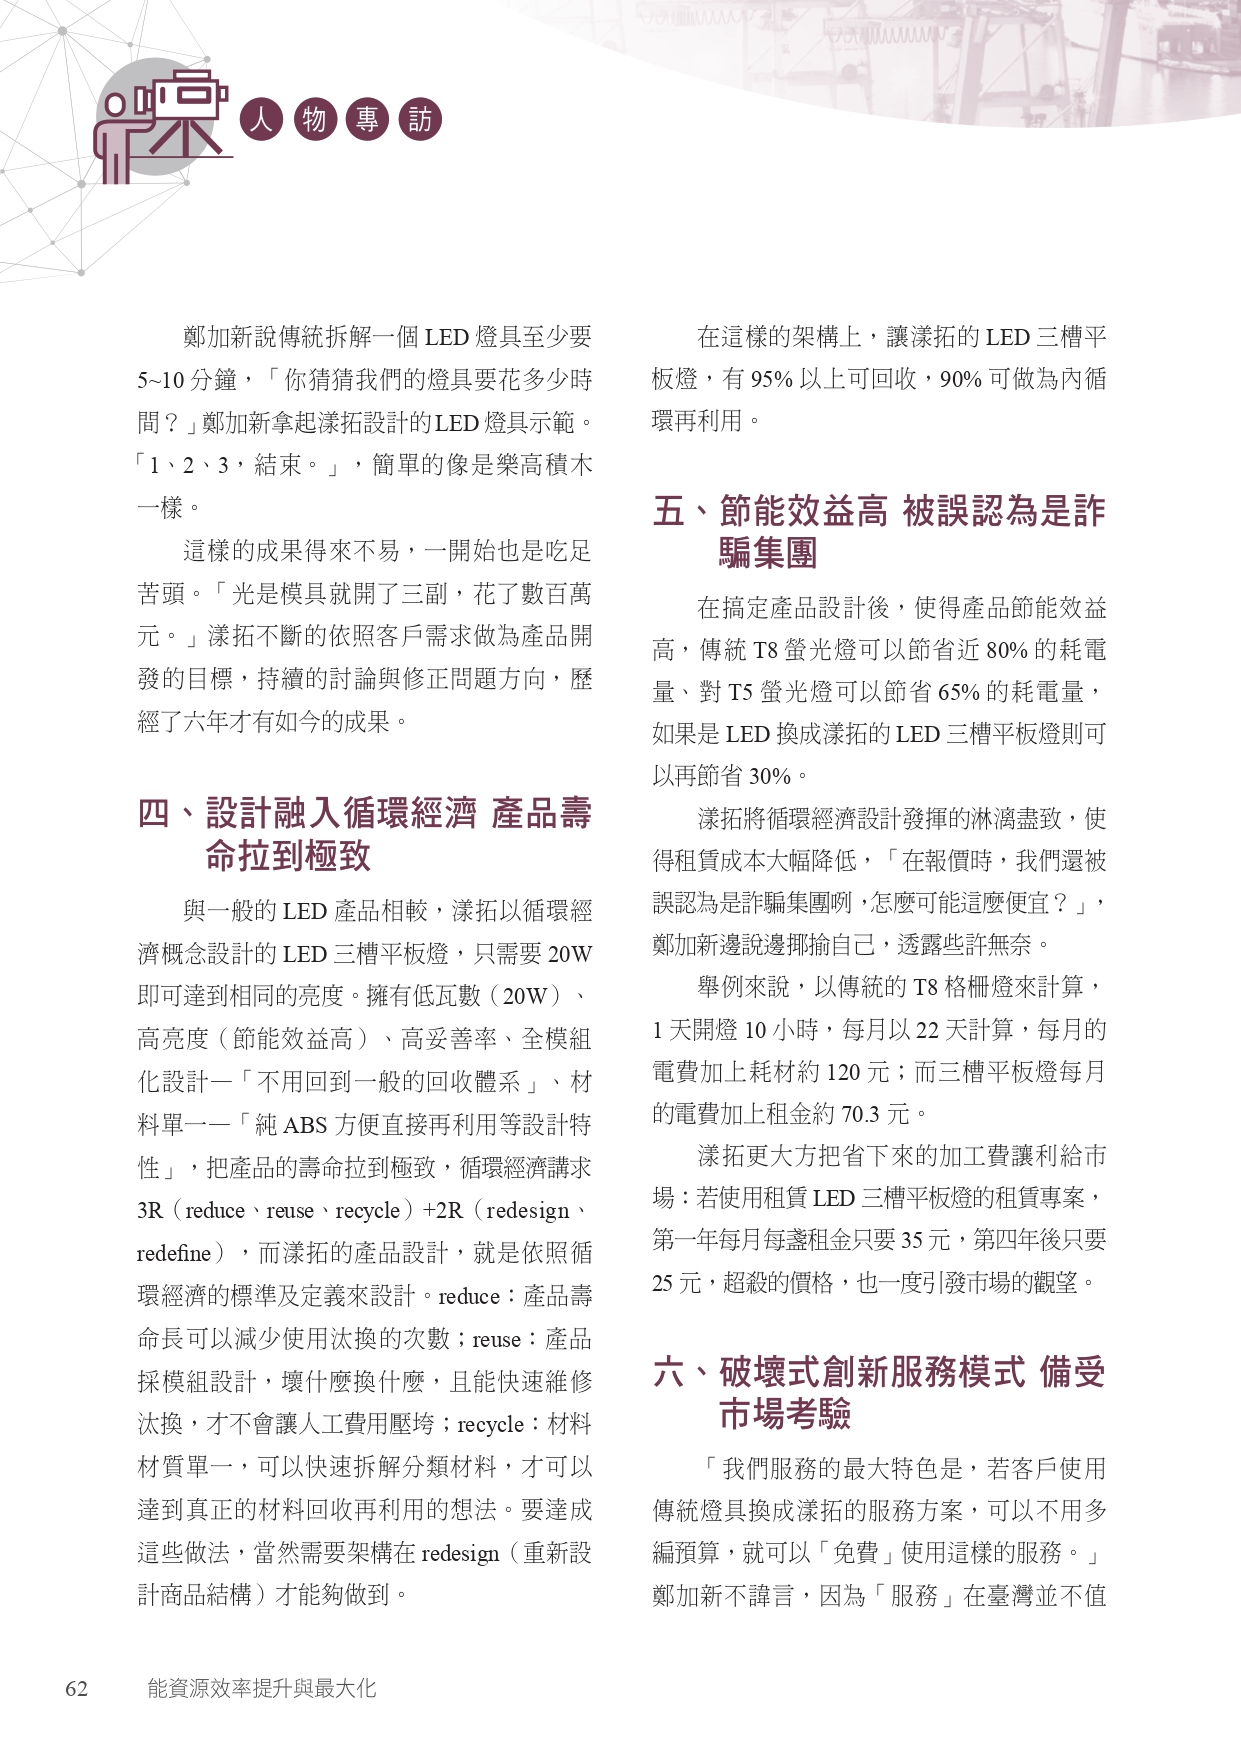 人物專訪
鄭加新說傳統拆解一個 LED 燈具至少要
5~10 分鐘，「你猜猜我們的燈具要花多少時
間？」鄭加新拿起漾拓設計的 LED 燈具示範。
「1、2、3，結束。」，簡單的像是樂高積木
一樣。
這樣的成果得來不易，一開始也是吃足
苦頭。「光是模具就開了三副，花了數百萬
元。」漾拓不斷的依照客戶需求做為產品開
發的目標，持續的討論與修正問題方向，歷
經了六年才有如今的成果。
四、設計融入循環經濟 產品壽
命拉到極致
與一般的 LED 產品相較，漾拓以循環經
濟概念設計的 LED 三槽平板燈，只需要 20W
即可達到相同的亮度。擁有低瓦數（20W）、
高亮度（節能效益高）、高妥善率、全模組
化設計—「不用回到一般的回收體系」、材
料單一—「純 ABS 方便直接再利用等設計特
性」，把產品的壽命拉到極致，循環經濟講求
3R（reduce、reuse、recycle）+2R（redesign、
redefine），而漾拓的產品設計，就是依照循
環經濟的標準及定義來設計。reduce：產品壽
命長可以減少使用汰換的次數；reuse：產品
採模組設計，壞什麼換什麼，且能快速維修
汰換，才不會讓人工費用壓垮；recycle：材料
材質單一，可以快速拆解分類材料，才可以
達到真正的材料回收再利用的想法。要達成
這些做法，當然需要架構在 redesign（重新設
計商品結構）才能夠做到。
在這樣的架構上，讓漾拓的 LED 三槽平
板燈，有 95% 以上可回收，90% 可做為內循
環再利用。
五、節能效益高 被誤認為是詐
騙集團
在搞定產品設計後，使得產品節能效益
高，傳統 T8 螢光燈可以節省近 80% 的耗電
量、對 T5 螢光燈可以節省 65% 的耗電量，
如果是 LED 換成漾拓的 LED 三槽平板燈則可
以再節省 30%。
漾拓將循環經濟設計發揮的淋漓盡致，使
得租賃成本大幅降低，「在報價時，我們還被
誤認為是詐騙集團咧，怎麼可能這麼便宜？」，
鄭加新邊說邊揶揄自己，透露些許無奈。
舉例來說，以傳統的 T8 格柵燈來計算，
1 天開燈 10 小時，每月以 22 天計算，每月的
電費加上耗材約 120 元；而三槽平板燈每月
的電費加上租金約 70.3 元。
漾拓更大方把省下來的加工費讓利給市
場：若使用租賃 LED 三槽平板燈的租賃專案，
第一年每月每盞租金只要 35 元，第四年後只要
25 元，超殺的價格，也一度引發市場的觀望。
六、破壞式創新服務模式 備受
市場考驗
「我們服務的最大特色是，若客戶使用
傳統燈具換成漾拓的服務方案，可以不用多
編預算，就可以「免費」使用這樣的服務。」
鄭加新不諱言，因為「服務」在臺灣並不值
62 能資源效率提升與最大化